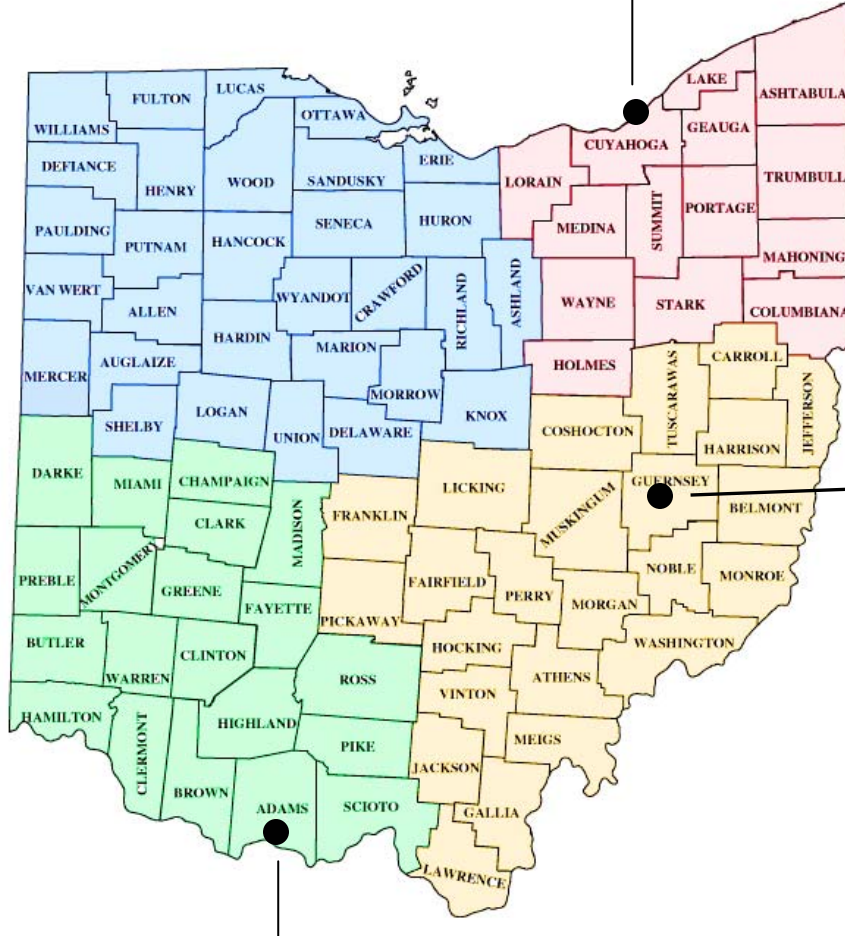 LAKE
ASHTABULA
LUCAS
FULTON
OTTAWA
GEAUGA
WILLIAMS
CUYAHOGA
ERIE
DEFIANCE
TRUMBULL
WOOD
SANDUSKY
LORAIN
HENRY
PORTAGE
SUMMIT
SENECA
HURON
MEDINA
PAULDING
PUTNAM
HANCOCK
MAHONING
VAN WERT
WYANDOT
CRAWFORD
RICHLAND
ASHLAND
WAYNE
STARK
ALLEN
COLUMBIANA
HARDIN
MARION
AUGLAIZE
CARROLL
HOLMES
MERCER
MORROW
TUSCARAWAS
JEFFERSON
LOGAN
KNOX
SHELBY
UNION
DELAWARE
COSHOCTON
HARRISON
DARKE
MIAMI
CHAMPAIGN
LICKING
GUERNSEY
MUSKINGUM
BELMONT
FRANKLIN
CLARK
MADISON
NOBLE
MONROE
PREBLE
MONTGOMERY
GREENE
FAIRFIELD
PERRY
FAYETTE
MORGAN
PICKAWAY
BUTLER
CLINTON
HOCKING
WASHINGTON
WARREN
ROSS
ATHENS
VINTON
HAMILTON
HIGHLAND
CLERMONT
PIKE
MEIGS
JACKSON
BROWN
ADAMS
SCIOTO
GALLIA
LAWRENCE